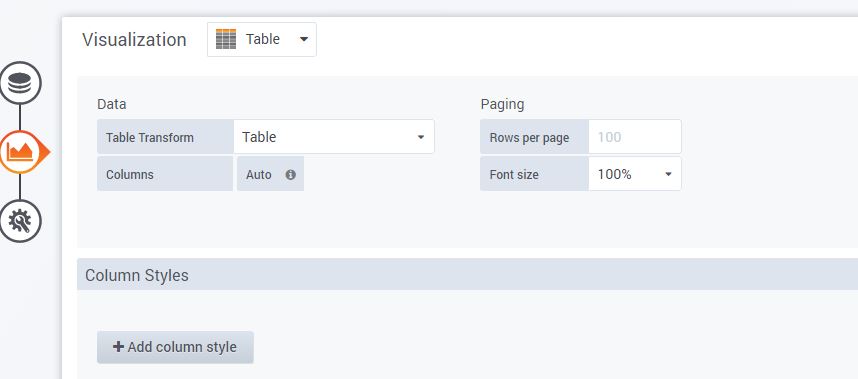 Visualization Table
Data
Table Transform Table
Columns Auto
Paging
Rows per page 100
Font size 100%
Column Styles
Add column style